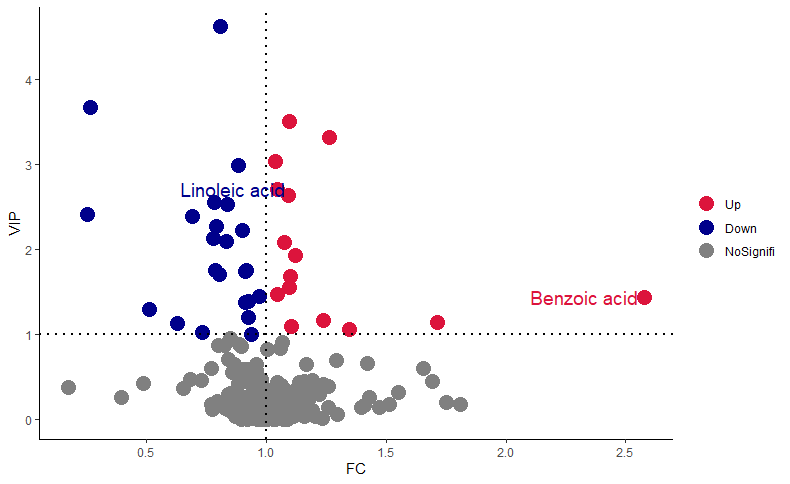 4
3
2
1
0
VIP
Linoleic acid
Benzoic acid
Up
Down
NoSignifi
0.5
1.0
1.5
2.0
2.5
FC